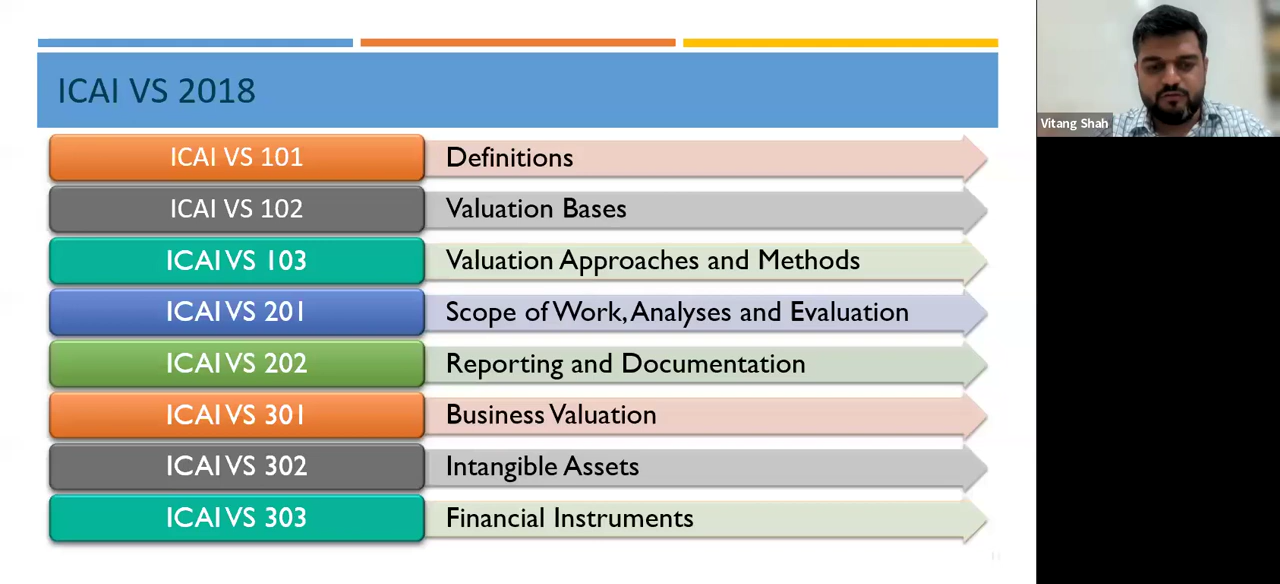 ICAI VS 2018
ICAI VS 101 Definitions
ICAI VS 102 Valuation Bases
ICAI VS 103 Valuation Approaches and Methods
ICAI VS 201 Scope of Work, Analyses and Evaluation
ICAI VS 202 Reporting and Documentation
ICAI VS 301 Business Valuation
ICAI VS 302 Intangible Assets
ICAI VS 303 Financial Instruments
Vitang Shah